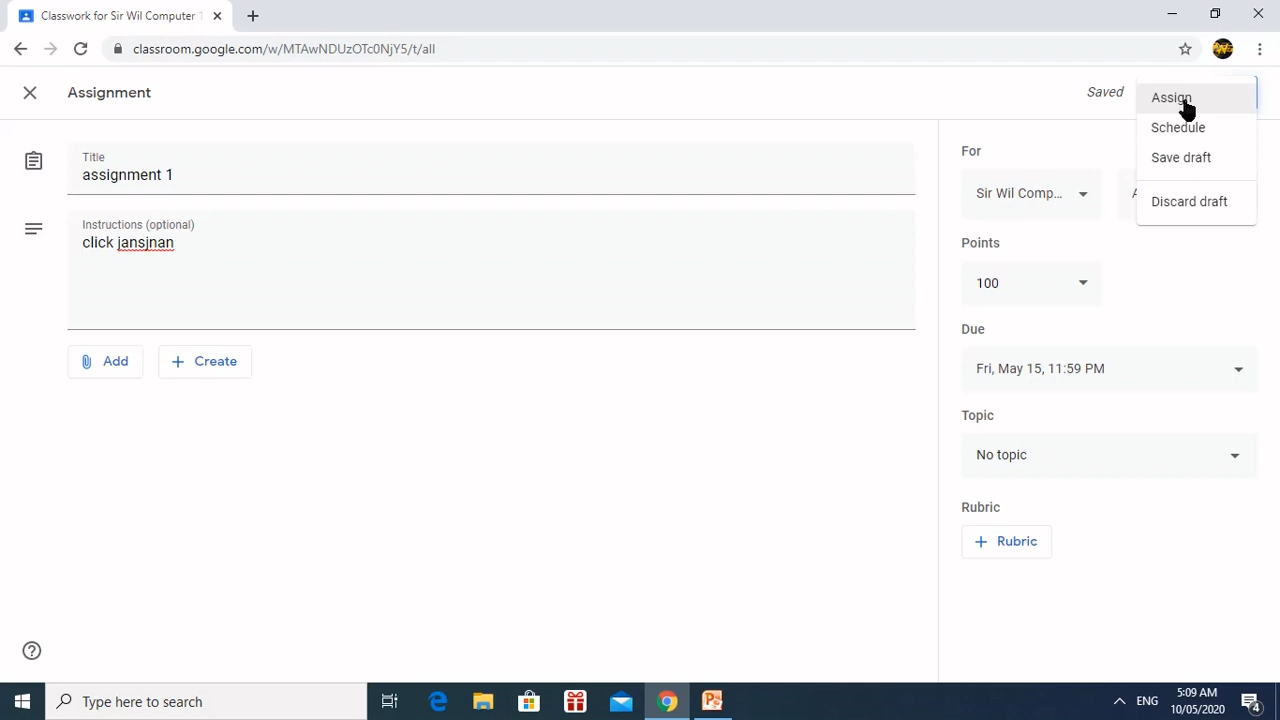 Classwork for Sir Wil Computer 1
classroom.google.com/w/MTAwNDUzOTc0NjY5/t/all
Assignment
Saved
Assign
Schedule
Save draft
Discard draft
Title
assignment 1
Instructions (optional)
click jansjnan
Add
Create
For
Sir Wil Comp...
A
Points
100
Due
Fri, May 15, 11:59 PM
Topic
No topic
Rubric
Rubric
Type here to search
ENG
5:09 AM
10/05/2020
4